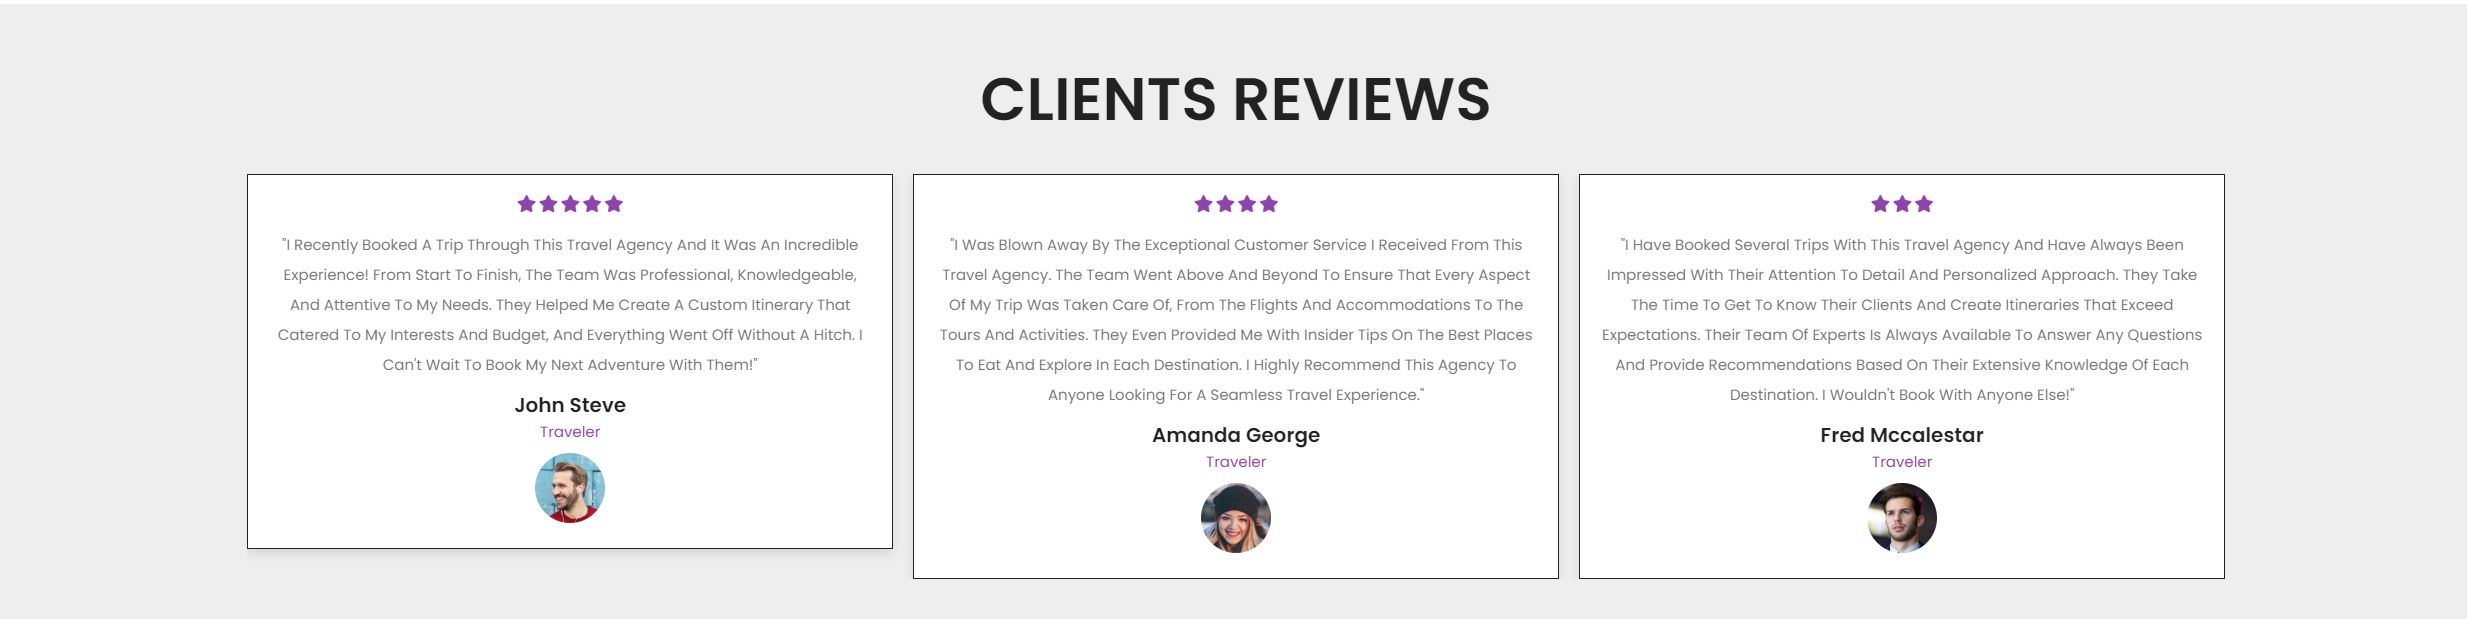 CLIENTS REVIEWS
"I Recently Booked A Trip Through This Travel Agency And It Was An Incredible
Experience! From Start To Finish, The Team Was Professional, Knowledgeable,
And Attentive To My Needs. They Helped Me Create A Custom Itinerary That
Catered To My Interests And Budget, And Everything Went Off Without A Hitch. I
Can't Wait To Book My Next Adventure With Them!"
John Steve
Traveler
"I Was Blown Away By The Exceptional Customer Service I Received From This
Travel Agency. The Team Went Above And Beyond To Ensure That Every Aspect
Of My Trip Was Taken Care Of, From The Flights And Accommodations To The
Tours And Activities. They Even Provided Me With Insider Tips On The Best Places
To Eat And Explore In Each Destination. I Highly Recommend This Agency To
Anyone Looking For A Seamless Travel Experience."
Amanda George
Traveler
"I Have Booked Several Trips With This Travel Agency And Have Always Been
Impressed With Their Attention To Detail And Personalized Approach. They Take
The Time To Get To Know Their Clients And Create Itineraries That Exceed
Expectations. Their Team Of Experts Is Always Available To Answer Any Questions
And Provide Recommendations Based On Their Extensive Knowledge Of Each
Destination. I Wouldn't Book With Anyone Else!"
Fred Mccalestar
Traveler